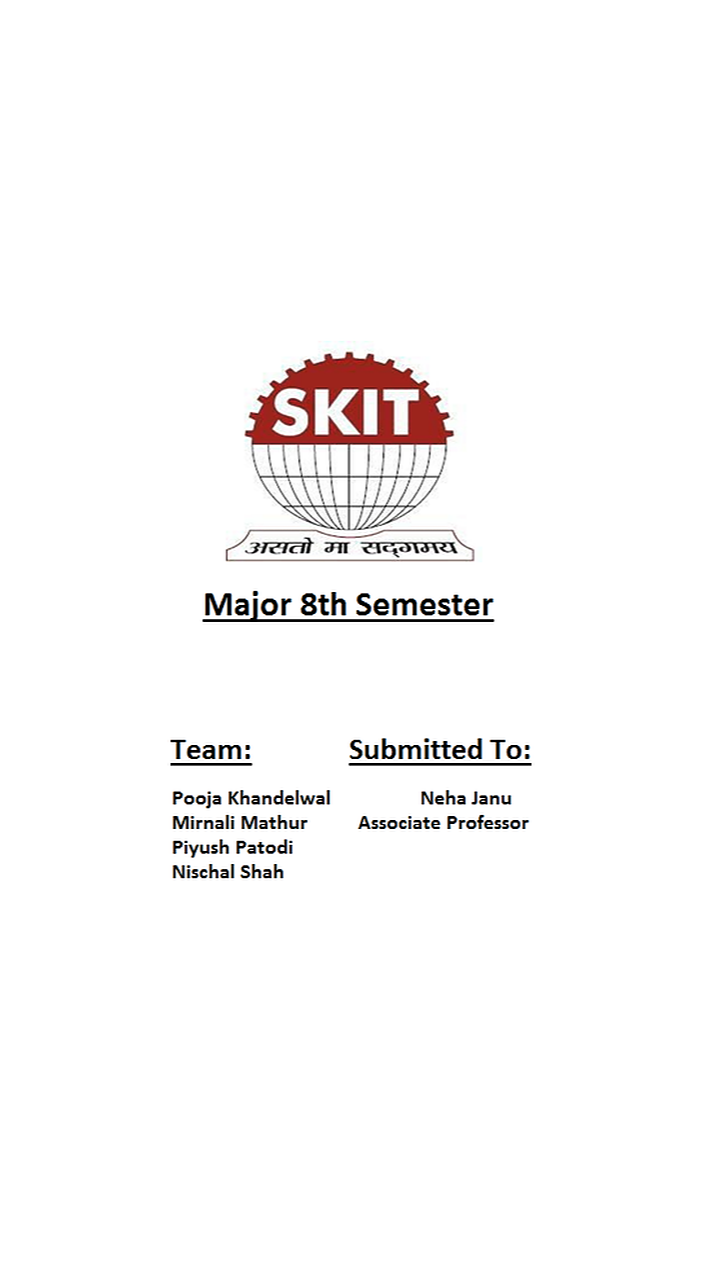 SKIT
असतो मा सद्गमय
Major 8th Semester
Team:
Pooja Khandelwal
Mirnali Mathur
Piyush Patodi
Nischal Shah
Submitted To:
Neha Janu
Associate Professor